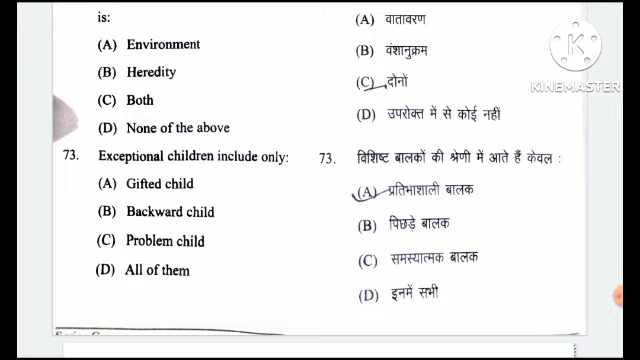 is:
(A) Environment
(B) Heredity
(C) Both
(D) None of the above
73. Exceptional children include only:
(A) Gifted child
(B) Backward child
(C) Problem child
(D) All of them
(A) वातावरण
(B) वंशानुक्रम
(C) दोनों
(D) उपरोक्त में से कोई नहीं
73. विशिष्ट बालकों की श्रेणी में आते हैं केवल :
(A) प्रतिभाशाली बालक
(B) पिछड़े बालक
(C) समस्यात्मक बालक
(D) इनमें सभी
KINEMASTER